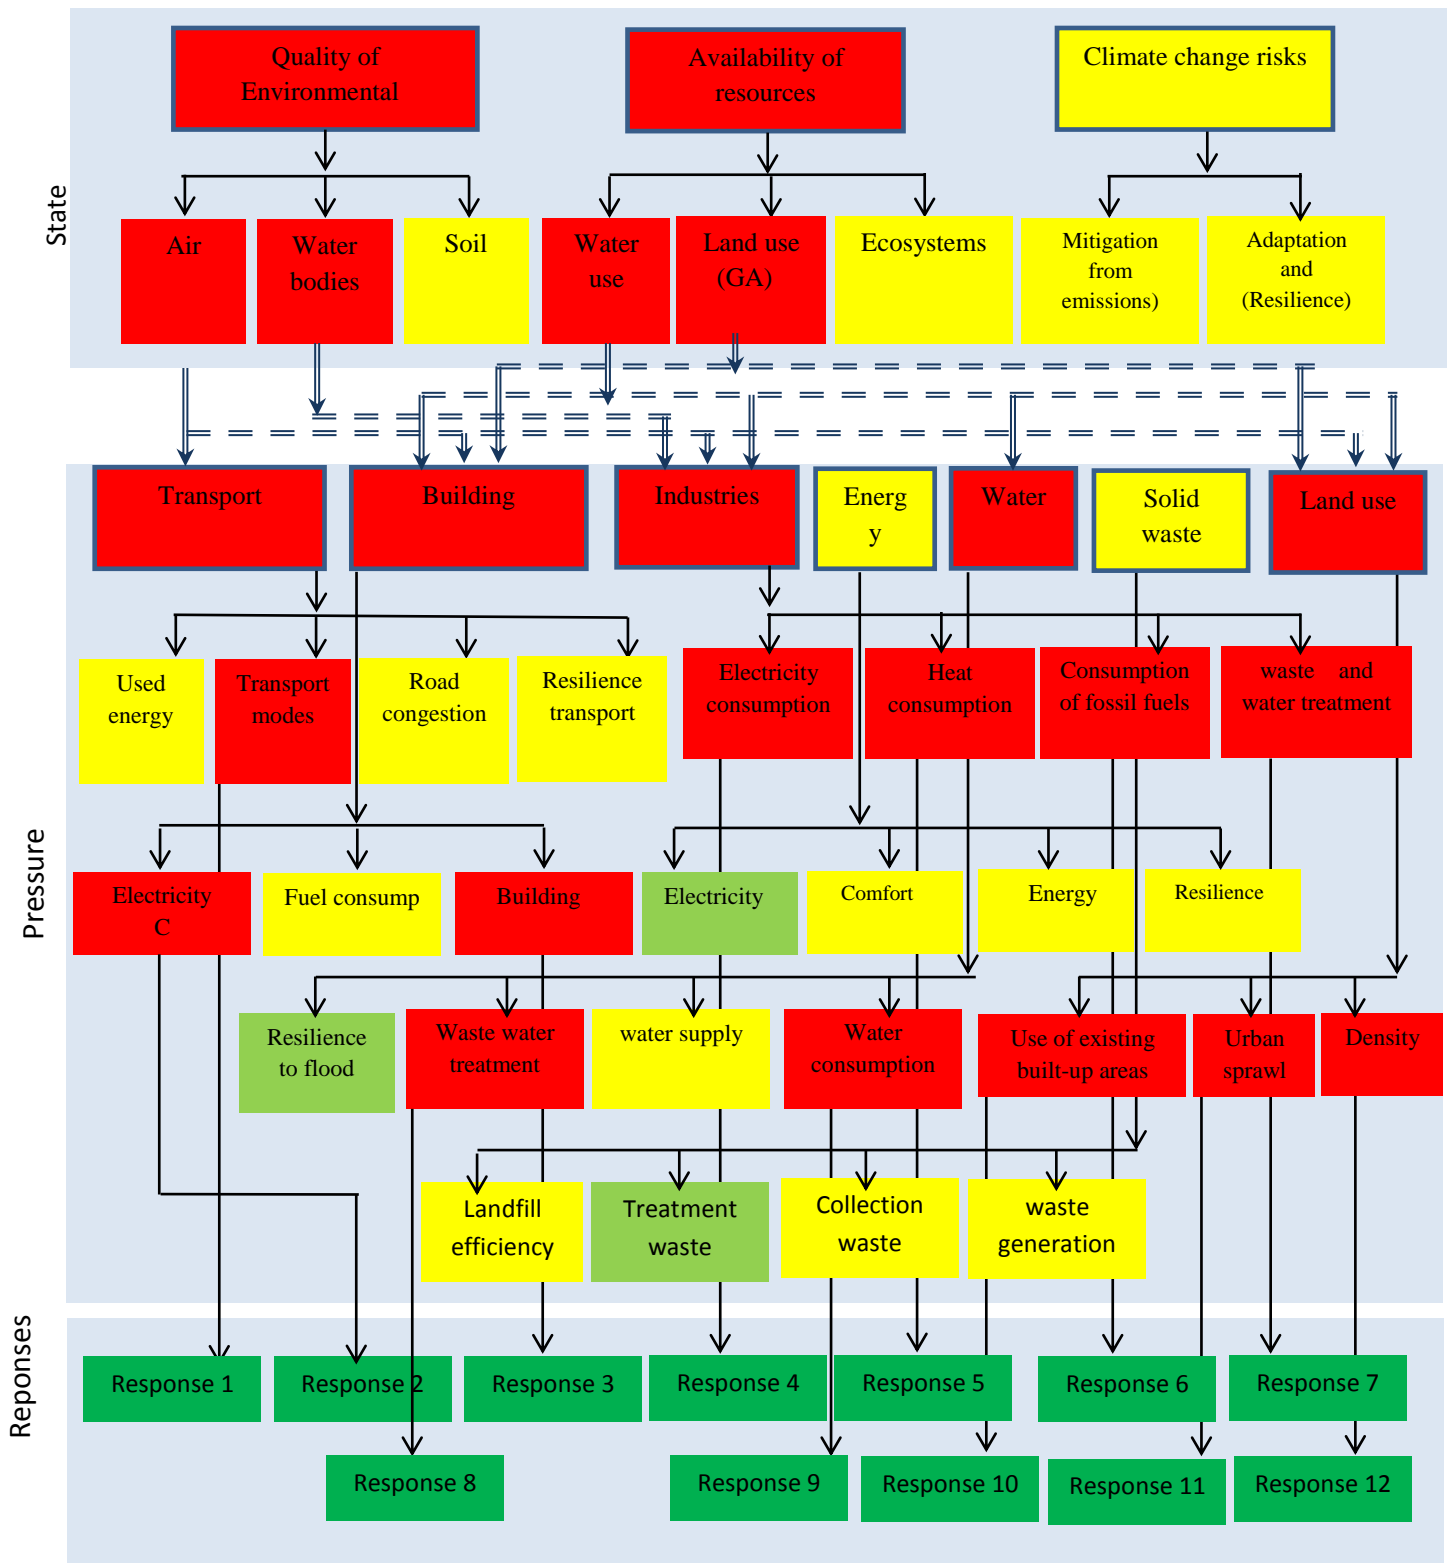 State
Quality of
Environmental
Availability of
resources
Climate change risks
Air
Water
bodies
Soil
Water
use
Land use
(GA)
Ecosystems
Mitigation
from
emissions)
Adaptation
and
(Resilience)
Pressure
Transport
Building
Industries
Energ
y
Water
Solid
waste
Land use
Used
energy
Transport
modes
Road
congestion
Resilience
transport
Electricity
consumption
Heat
consumption
Consumption
of fossil fuels
waste and
water treatment
Electricity
C
Fuel consump
Building
Electricity
Comfort
Energy
Resilience
Resilience
to flood
Waste water
treatment
water supply
Water
consumption
Use of existing
built-up areas
Urban
sprawl
Density
Landfill
efficiency
Treatment
waste
Collection
waste
waste
generation
Reponses
Response 1
Response 2
Response 3
Response 4
Response 5
Response 6
Response 7
Response 8
Response 9
Response 10
Response 11
Response 12